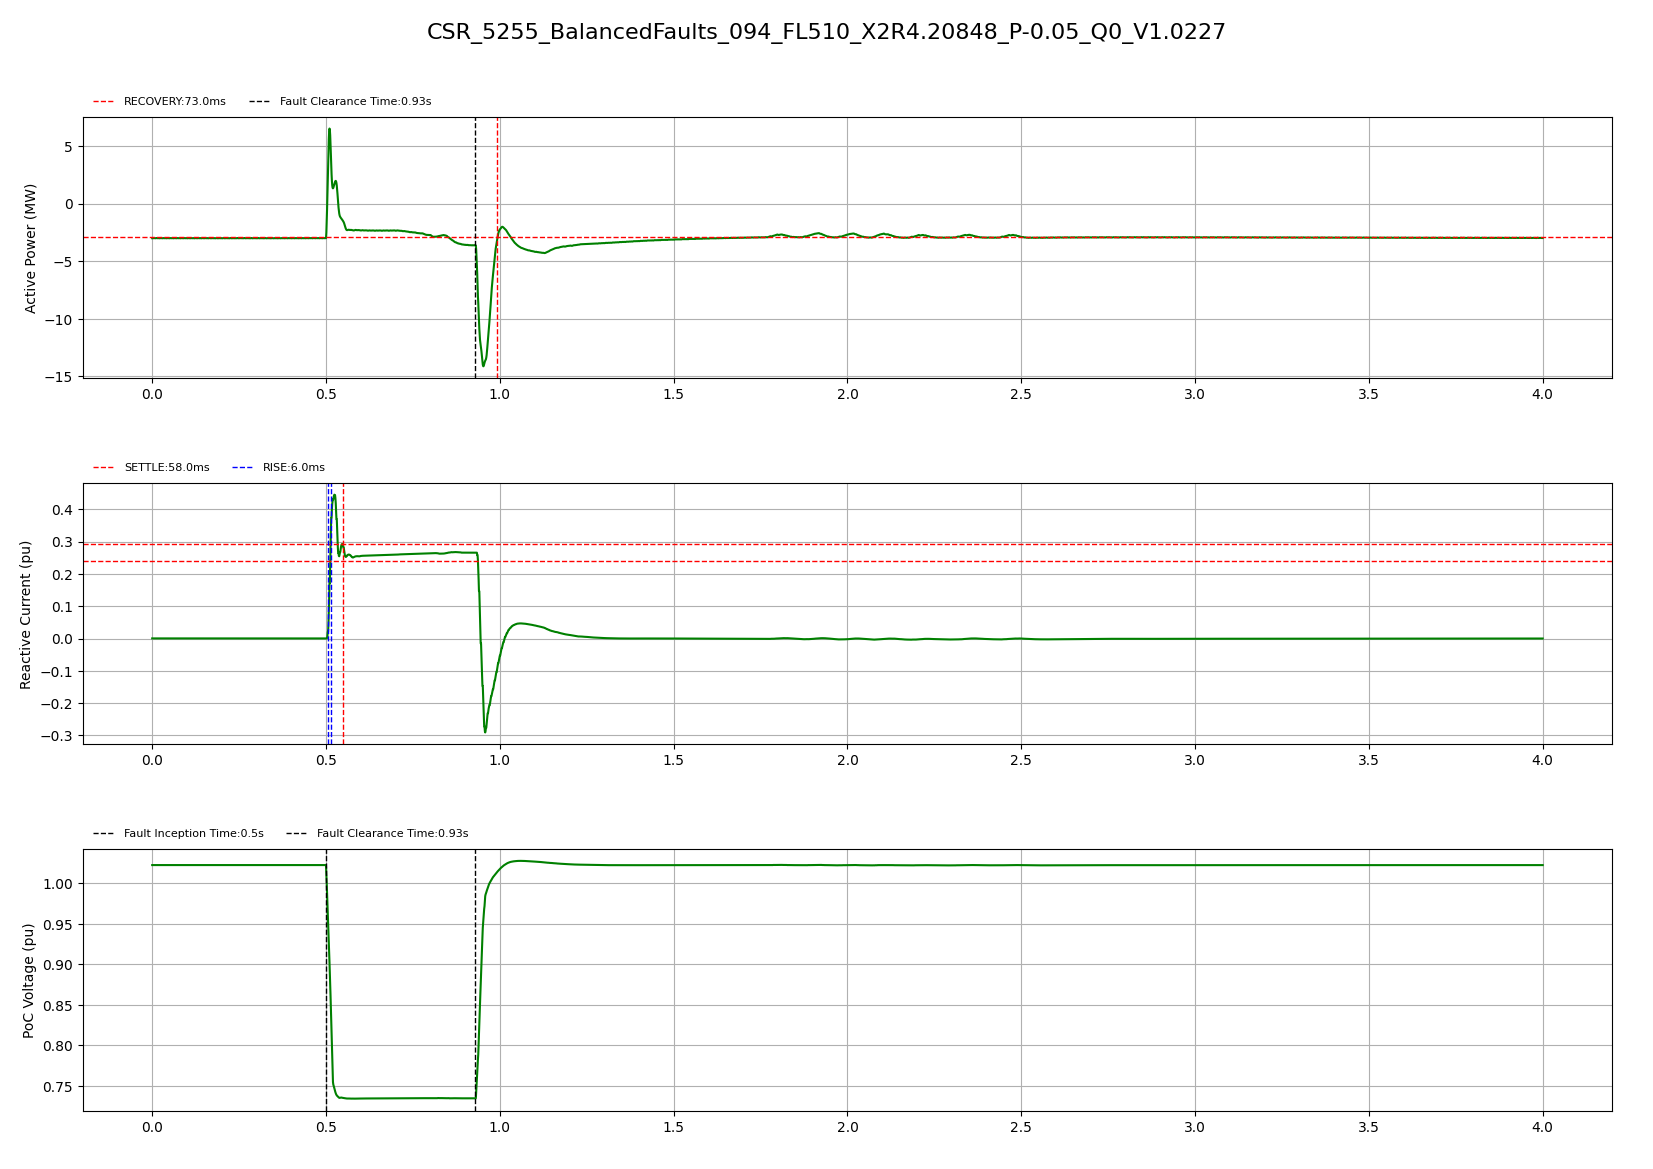 CSR_5255_BalancedFaults_094_FL510_X2R4.20848_P-0.05_Q0_V1.0227
RECOVERY:73.0ms Fault Clearance Time:0.93s
Active Power (MW)
5
0
−5
−10
−15
0.0 0.5 1.0 1.5 2.0 2.5 3.0 3.5 4.0
SETTLE:58.0ms RISE:6.0ms
Reactive Current (pu)
0.4
0.3
0.2
0.1
0.0
−0.1
−0.2
−0.3
0.0 0.5 1.0 1.5 2.0 2.5 3.0 3.5 4.0
Fault Inception Time:0.5s Fault Clearance Time:0.93s
PoC Voltage (pu)
1.00
0.95
0.90
0.85
0.80
0.75
0.0 0.5 1.0 1.5 2.0 2.5 3.0 3.5 4.0